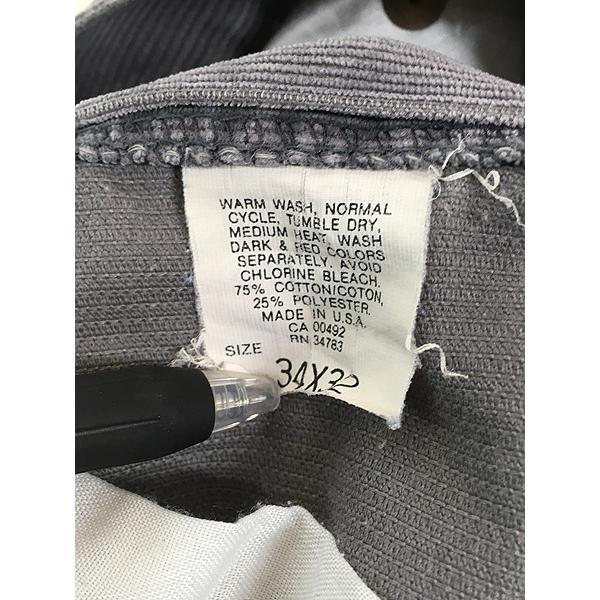 WARM WASH, NORMAL
CYCLE, TUMBLE DRY,
MEDIUM HEAT, WASH
DARK & RED COLORS
SEPARATELY, AVOID
CHLORINE BLEACH.
75% COTTON/COTON,
25% POLYESTER.
MADE IN U.S.A.
CA 00492
RN 34783
SIZE 34X32